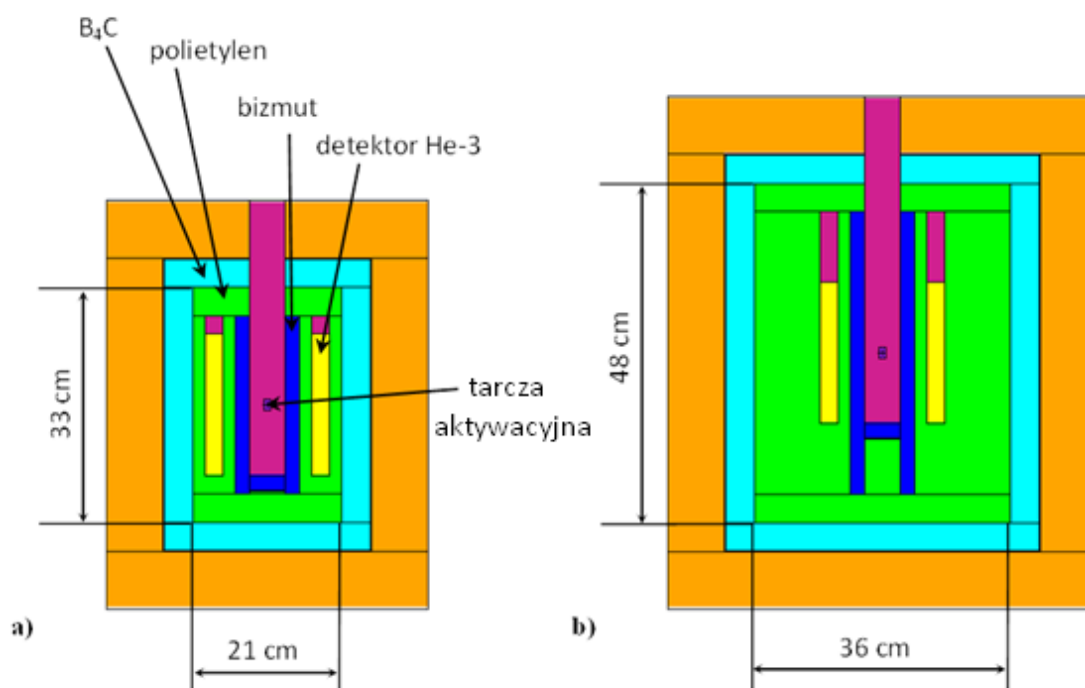 B₄C
polietylen
bizmut
detektor He-3
tarcza
aktywacyjna
33 cm
48 cm
a)
21 cm
b)
36 cm